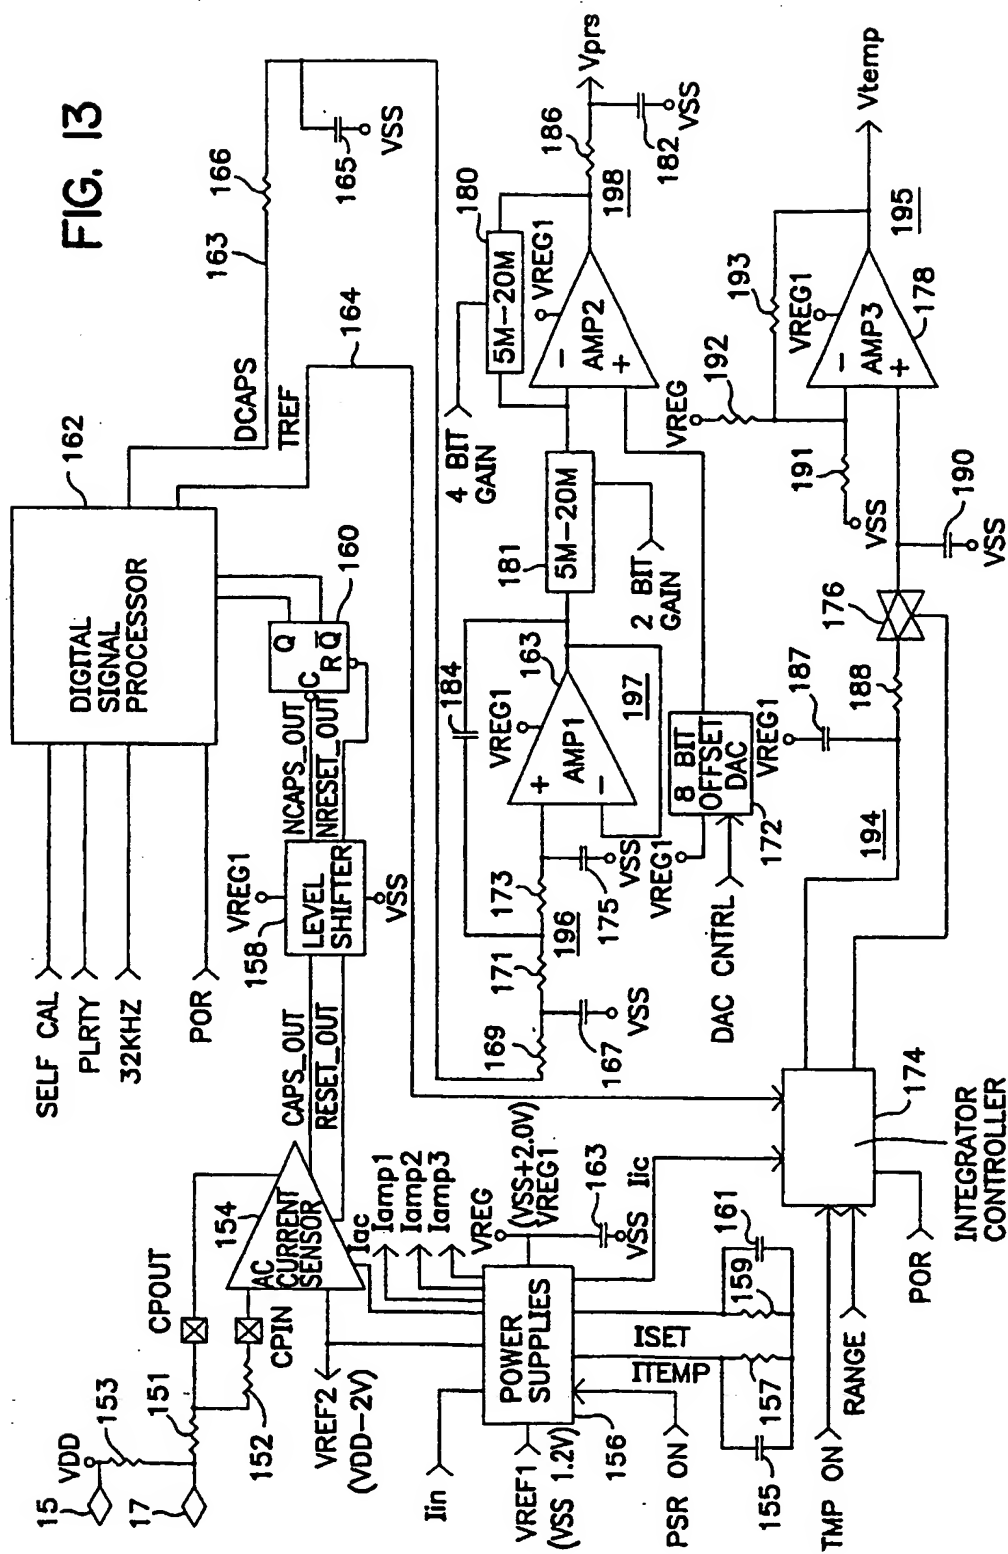 FIG. 13
162
DIGITAL
SIGNAL
PROCESSOR
SELF CAL
PLRTY
32KHZ
POR
DCAPS
163
166
165
VSS
TREF
164
Q
C
R Q̅
160
NCAPS_OUT
NRESET_OUT
VREG1
158
LEVEL
SHIFTER
VSS
CAPS_OUT
RESET_OUT
154
AC
CURRENT
SENSOR
CPOUT
CPIN
15
VDD
153
151
17
152
VREF2
(VDD-2V)
Iac
Iamp1
Iamp2
Iamp3
VREG
(VSS+2.0V)
VREG1
163
VSS
Iin
POWER
SUPPLIES
VREF1
(VSS 1.2V)
156
PSR ON
ISET
ITEMP
155
157
159
161
Iic
169
167
VSS
171
196
173
175
VSS
184
VREG1
163
+
AMP1
-
197
181
5M-20M
2 BIT
GAIN
4 BIT
GAIN
180
5M-20M
VREG1
-
AMP2
+
198
186
Vprs
182
VSS
VREG1
8 BIT
OFFSET
DAC
172
DAC CNTRL
VREG
192
193
191
VSS
VREG1
-
AMP3
+
178
195
Vtemp
190
VSS
176
188
187
VREG1
194
174
INTEGRATOR
CONTROLLER
POR
RANGE
TMP ON